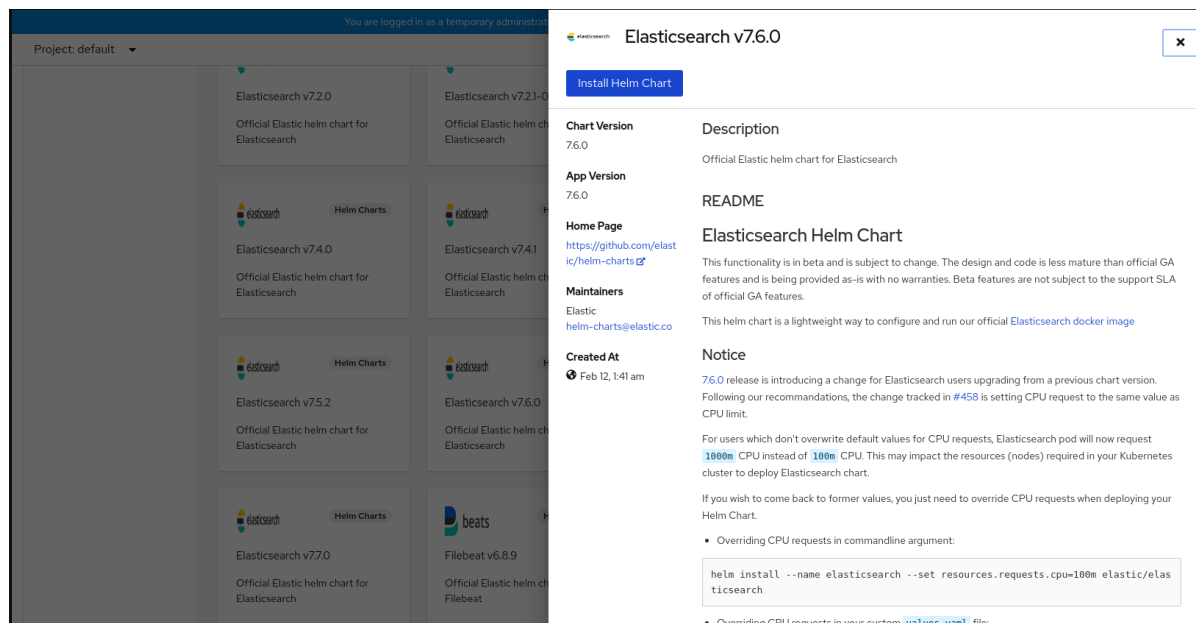 You are logged in as a temporary administrati
Project: default
Elasticsearch v7.2.0
Official Elastic helm chart for
Elasticsearch
Elasticsearch v7.2.1-0
Official Elastic helm ch
Elasticsearch
elasticsearch
Helm Charts
Elasticsearch v7.4.0
Official Elastic helm chart for
Elasticsearch
elasticsearch
H
Elasticsearch v7.4.1
Official Elastic helm ch
Elasticsearch
elasticsearch
Helm Charts
Elasticsearch v7.5.2
Official Elastic helm chart for
Elasticsearch
elasticsearch
H
Elasticsearch v7.6.0
Official Elastic helm ch
Elasticsearch
elasticsearch
Helm Charts
Elasticsearch v7.7.0
Official Elastic helm chart for
Elasticsearch
beats
H
Filebeat v6.8.9
Official Elastic helm ch
Filebeat
elasticsearch
Elasticsearch v7.6.0
Install Helm Chart
Chart Version
7.6.0
App Version
7.6.0
Home Page
https://github.com/elast
ic/helm-charts
Maintainers
Elastic
helm-charts@elastic.co
Created At
Feb 12, 1:41 am
Description
Official Elastic helm chart for Elasticsearch
README
Elasticsearch Helm Chart
This functionality is in beta and is subject to change. The design and code is less mature than official GA
features and is being provided as-is with no warranties. Beta features are not subject to the support SLA
of official GA features.
This helm chart is a lightweight way to configure and run our official Elasticsearch docker image
Notice
7.6.0 release is introducing a change for Elasticsearch users upgrading from a previous chart version.
Following our recommandations, the change tracked in #458 is setting CPU request to the same value as
CPU limit.
For users which don't overwrite default values for CPU requests, Elasticsearch pod will now request
1000m CPU instead of 100m CPU. This may impact the resources (nodes) required in your Kubernetes
cluster to deploy Elasticsearch chart.
If you wish to come back to former values, you just need to override CPU requests when deploying your
Helm Chart.
• Overriding CPU requests in commandline argument:
helm install --name elasticsearch --set resources.requests.cpu=100m elastic/elas
ticsearch
• Overriding CPU requests in your custom values.yaml file: